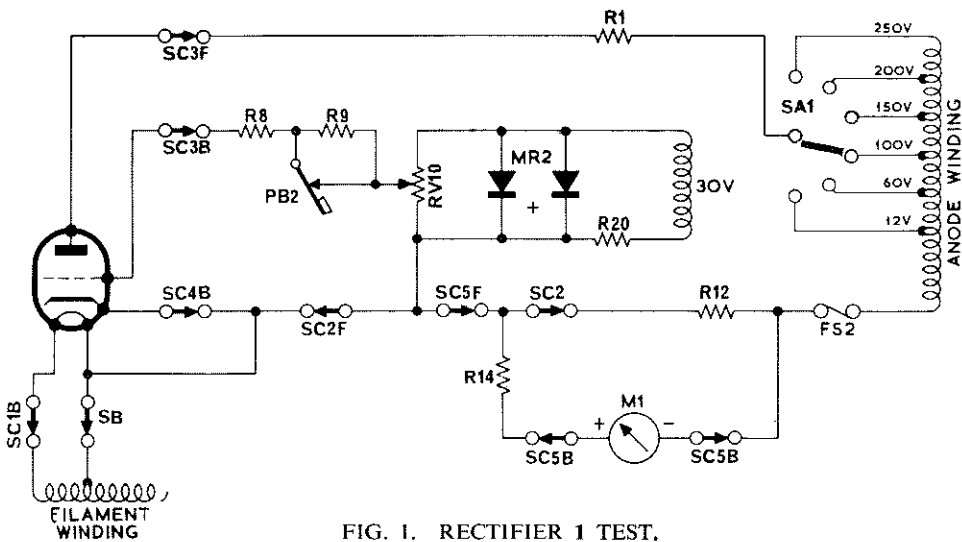 R1
250V
SC3F
200V
SA1
150V
R8
R9
SC3B
MR2
100V
PB2
RV10
30V
60V
+
R20
12V
ANODE WINDING
SC4B
SC2F
SC5F
SC2
R12
FS2
R14
M1
+
-
SC1B
SB
SC5B
SC5B
FILAMENT
WINDING
FIG. 1. RECTIFIER 1 TEST.